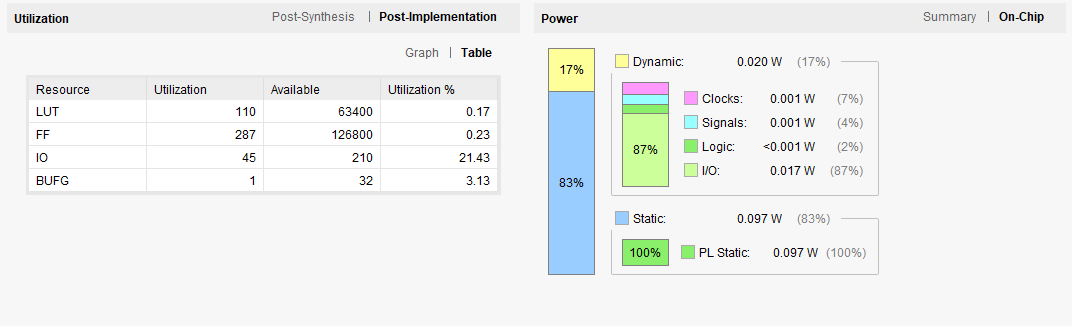 Utilization Post-Synthesis | Post-Implementation
Graph | Table
Resource Utilization Available Utilization %
LUT 110 63400 0.17
FF 287 126800 0.23
IO 45 210 21.43
BUFG 1 32 3.13
Power Summary | On-Chip
17%
83%
Dynamic: 0.020 W (17%)
87%
Clocks: 0.001 W (7%)
Signals: 0.001 W (4%)
Logic: <0.001 W (2%)
I/O: 0.017 W (87%)
Static: 0.097 W (83%)
100% PL Static: 0.097 W (100%)